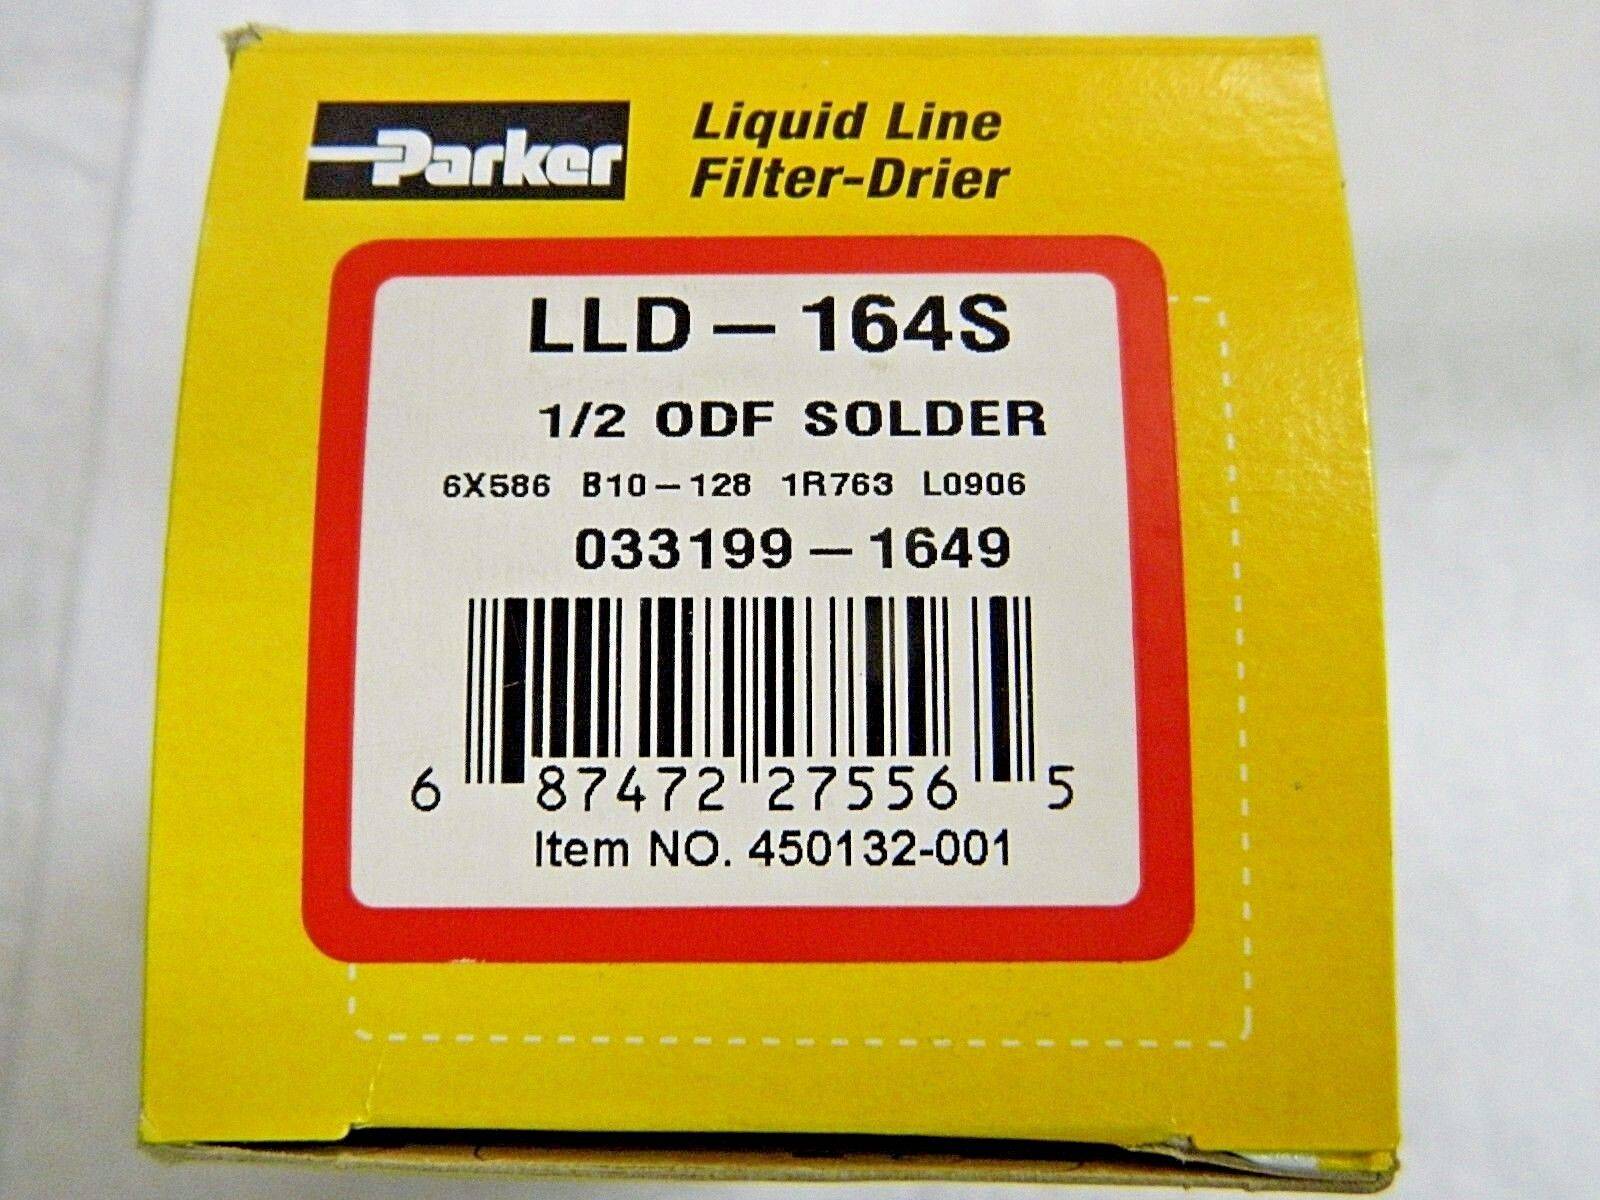 Parker
Liquid Line
Filter-Drier
LLD - 164S
1/2 ODF SOLDER
6X586 B10-128 1R763 L0906
033199-1649
6 87472 27556 5
Item NO. 450132-001